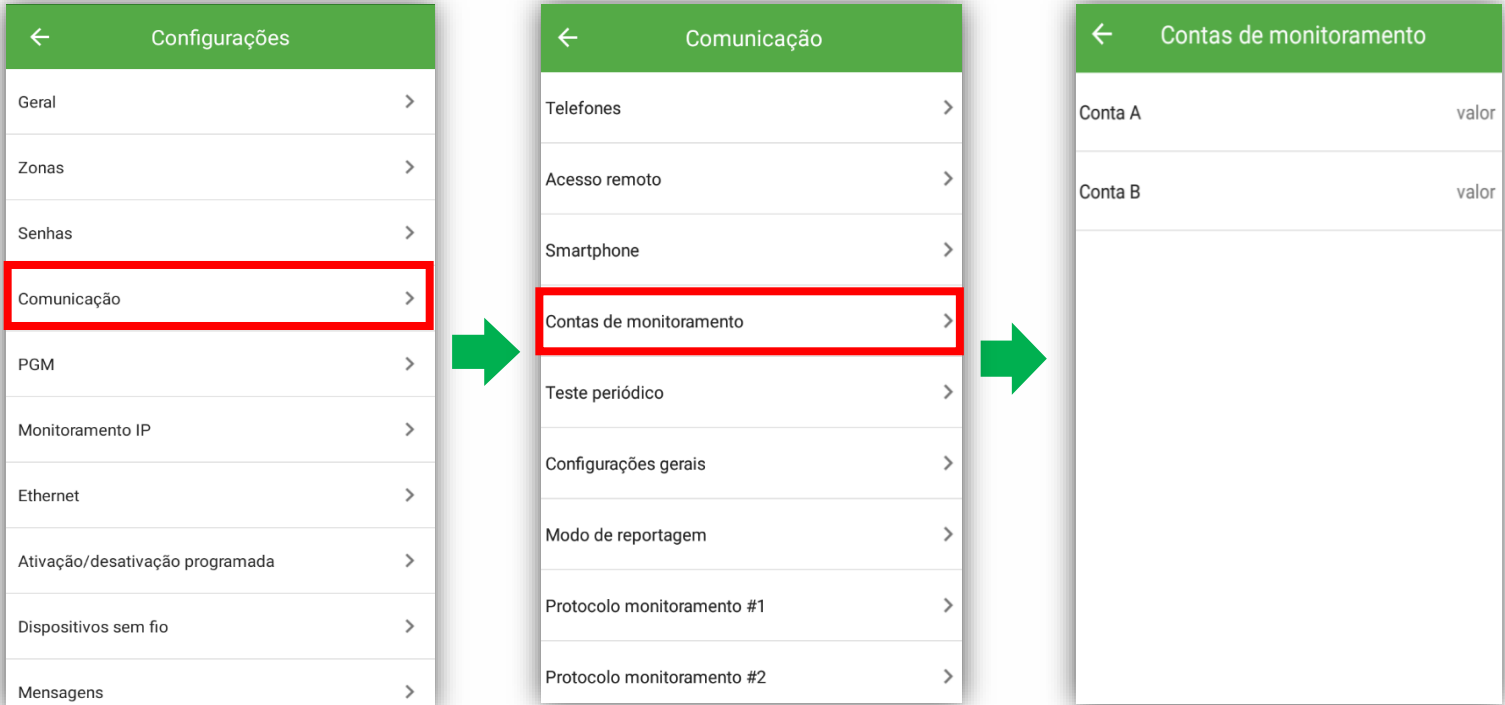 Configurações
Geral
Zonas
Senhas
Comunicação
PGM
Monitoramento IP
Ethernet
Ativação/desativação programada
Dispositivos sem fio
Mensagens
Comunicação
Telefones
Acesso remoto
Smartphone
Contas de monitoramento
Teste periódico
Configurações gerais
Modo de reportagem
Protocolo monitoramento #1
Protocolo monitoramento #2
Contas de monitoramento
Conta A valor
Conta B valor